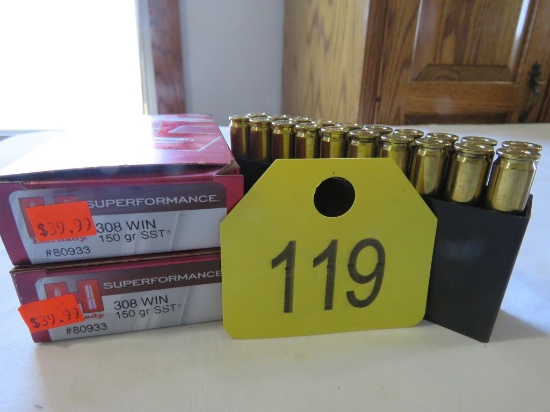 SUPERFORMANCE
$39.99
308 WIN
150 gr SST®
#80933
SUPERFORMANCE
308 WIN
$39.99
150 gr SST®
#80933
119